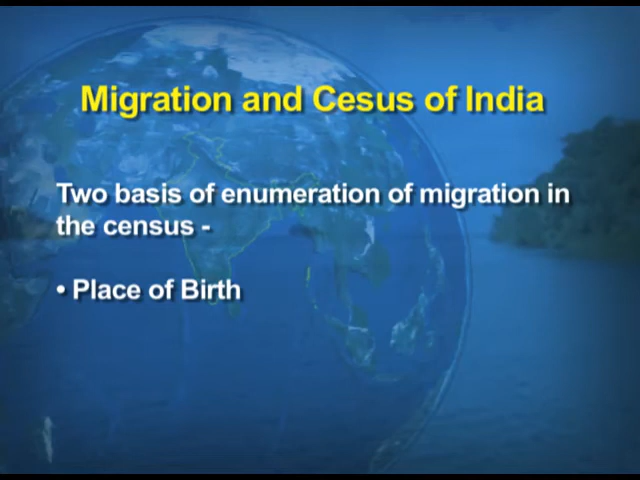 Migration and Cesus of India
Two basis of enumeration of migration in
the census -
• Place of Birth